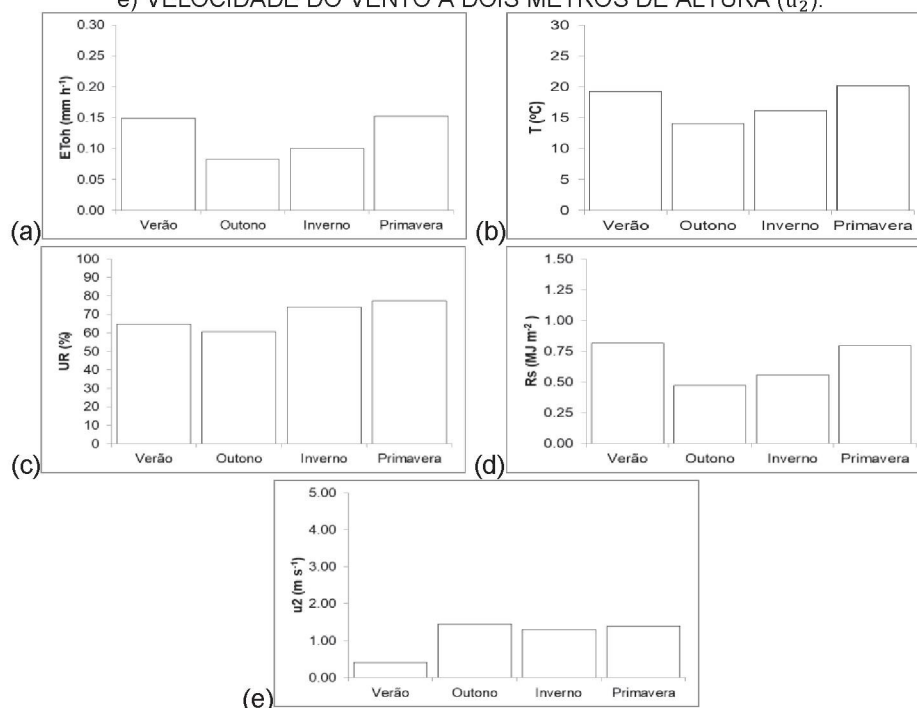 e) VELOCIDADE DO VENTO A DOIS METROS DE ALTURA (u₂).
0.30
0.25
0.20
0.15
0.10
0.05
0.00
EToh (mm h⁻¹)
Verão Outono Inverno Primavera
(a)
30
25
20
15
10
5
0
T (ºC)
Verão Outono Inverno Primavera
(b)
100
90
80
70
60
50
40
30
20
10
0
UR (%)
Verão Outono Inverno Primavera
(c)
1.50
1.25
1.00
0.75
0.50
0.25
0.00
Rs (MJ m⁻²)
Verão Outono Inverno Primavera
(d)
5.00
4.00
3.00
2.00
1.00
0.00
u2 (m s⁻¹)
Verão Outono Inverno Primavera
(e)